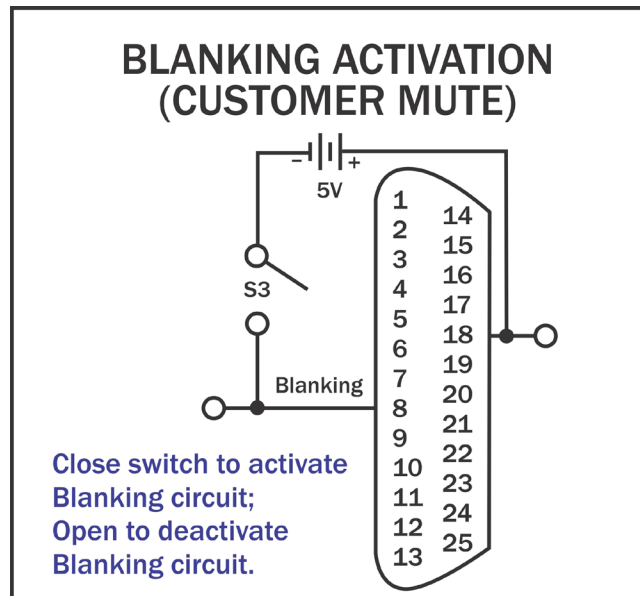 BLANKING ACTIVATION
(CUSTOMER MUTE)
– +
5V
S3
Blanking
1
2
3
4
5
6
7
8
9
10
11
12
13
14
15
16
17
18
19
20
21
22
23
24
25
Close switch to activate
Blanking circuit;
Open to deactivate
Blanking circuit.